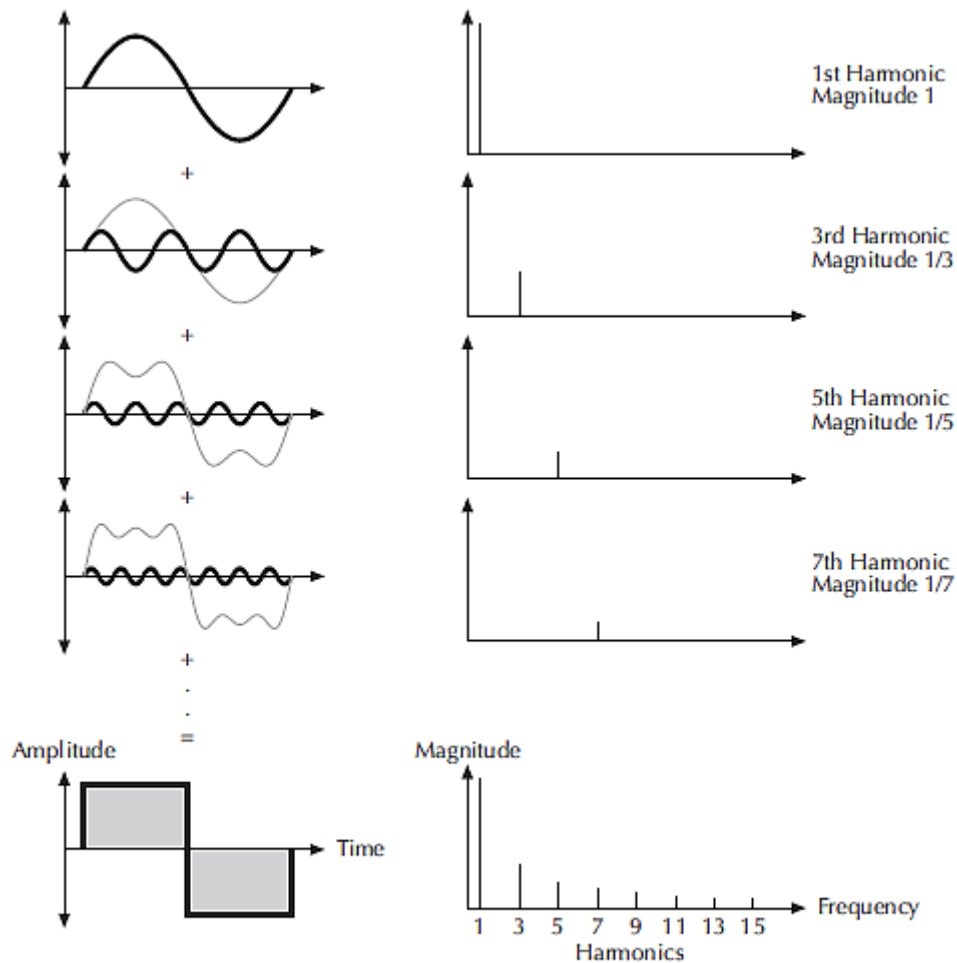 1st Harmonic
Magnitude 1
+
3rd Harmonic
Magnitude 1/3
+
5th Harmonic
Magnitude 1/5
+
7th Harmonic
Magnitude 1/7
+
.
.
=
Amplitude
Time
Magnitude
Frequency
1 3 5 7 9 11 13 15
Harmonics